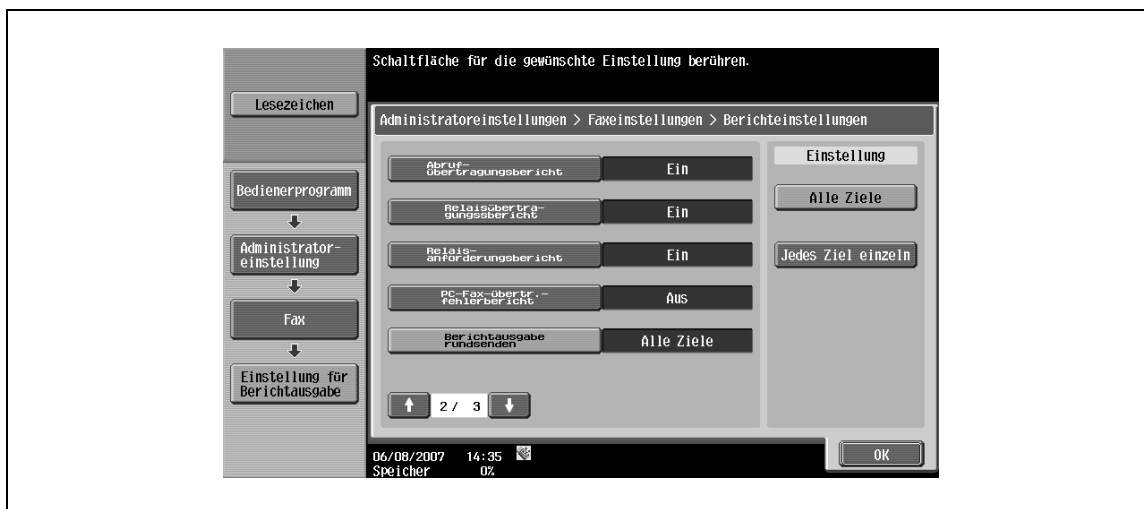 Schaltfläche für die gewünschte Einstellung berühren.
Lesezeichen
Administratoreinstellungen > Faxeinstellungen > Berichteinstellungen
Bedienerprogramm
Administrator-
einstellung
Fax
Einstellung für
Berichtausgabe
Abruf-
übertragungsbericht
Ein
Relaisübertra-
gungssbericht
Ein
Relais-
anforderungsbericht
Ein
PC-Fax-übertr.-
fehlerbericht
Aus
Berichtausgabe
rundsenden
Alle Ziele
2/ 3
Einstellung
Alle Ziele
Jedes Ziel einzeln
06/08/2007 14:35
Speicher 0%
OK